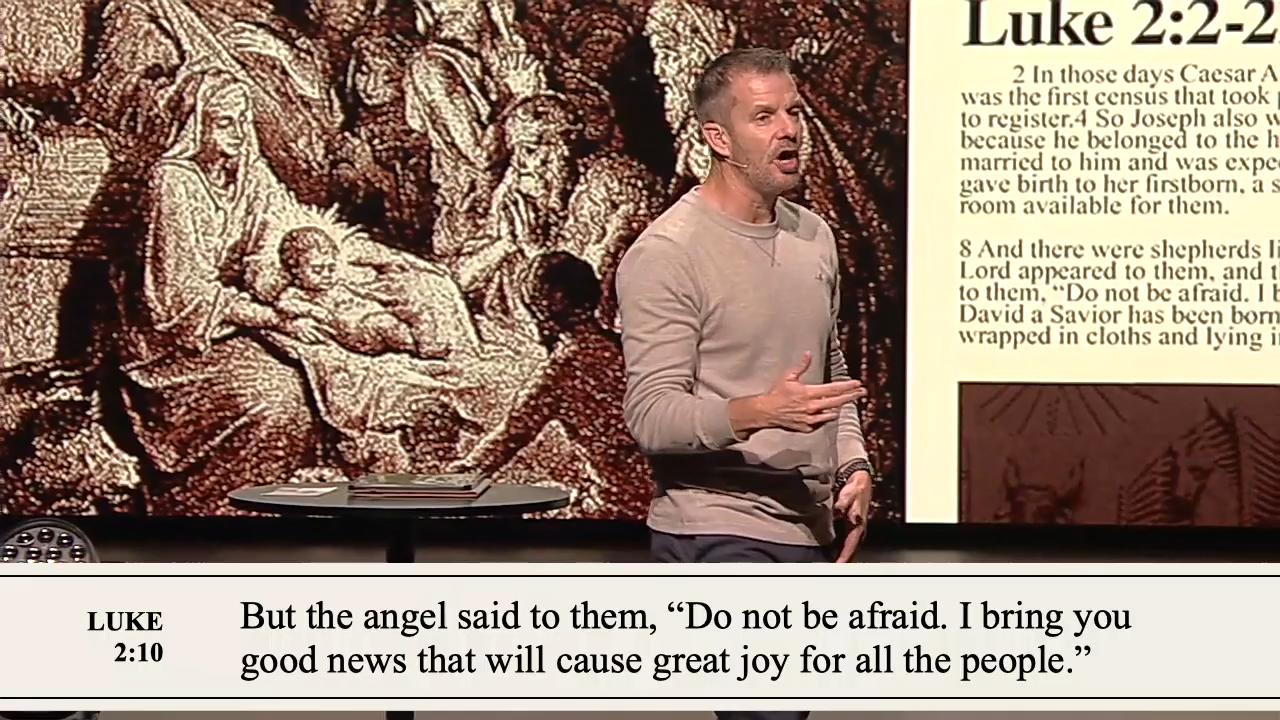 Luke 2:2-2
2 In those days Caesar A
was the first census that took
to register.4 So Joseph also w
because he belonged to the h
married to him and was expe
gave birth to her firstborn, a s
room available for them.
8 And there were shepherds li
Lord appeared to them, and t
to them, “Do not be afraid. I b
David a Savior has been born
wrapped in cloths and lying i
LUKE
2:10
But the angel said to them, “Do not be afraid. I bring you
good news that will cause great joy for all the people.”